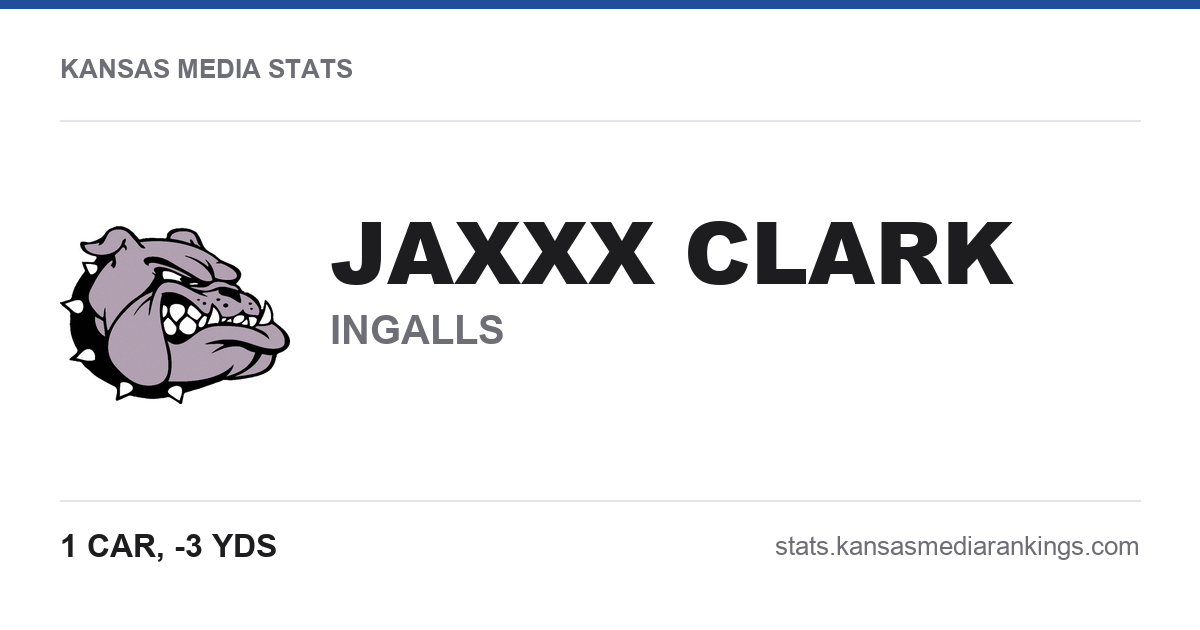 KANSAS MEDIA STATS
JAXXX CLARK
INGALLS
1 CAR, -3 YDS
stats.kansasmediarankings.com